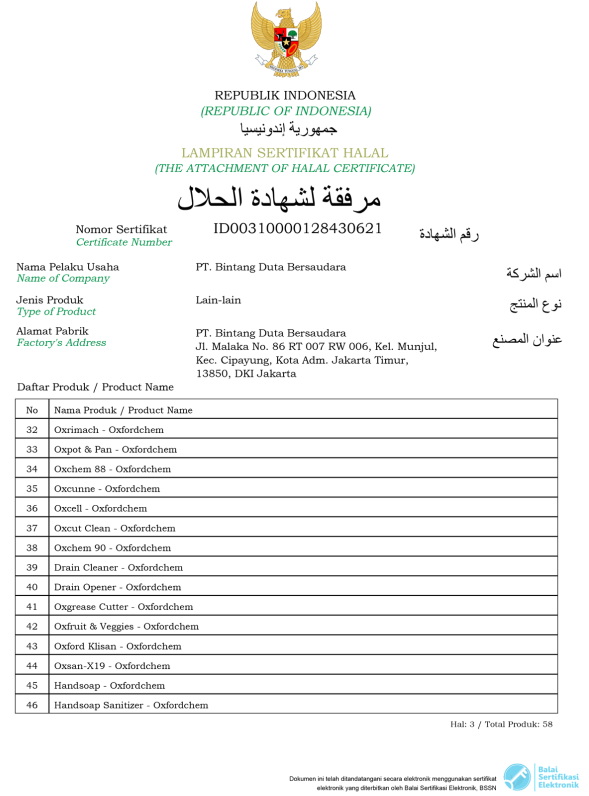 REPUBLIK INDONESIA
(REPUBLIC OF INDONESIA)
جمهورية إندونيسيا
LAMPIRAN SERTIFIKAT HALAL
(THE ATTACHMENT OF HALAL CERTIFICATE)
مرفقة لشهادة الحلال
Nomor Sertifikat ID00310000128430621 رقم الشهادة
Certificate Number
Nama Pelaku Usaha PT. Bintang Duta Bersaudara اسم الشركة
Name of Company
Jenis Produk Lain-lain نوع المنتج
Type of Product
Alamat Pabrik PT. Bintang Duta Bersaudara عنوان المصنع
Factory's Address Jl. Malaka No. 86 RT 007 RW 006, Kel. Munjul,
Kec. Cipayung, Kota Adm. Jakarta Timur,
13850, DKI Jakarta
Daftar Produk / Product Name
No Nama Produk / Product Name
32 Oxrimach - Oxfordchem
33 Oxpot & Pan - Oxfordchem
34 Oxchem 88 - Oxfordchem
35 Oxcunne - Oxfordchem
36 Oxcell - Oxfordchem
37 Oxcut Clean - Oxfordchem
38 Oxchem 90 - Oxfordchem
39 Drain Cleaner - Oxfordchem
40 Drain Opener - Oxfordchem
41 Oxgrease Cutter - Oxfordchem
42 Oxfruit & Veggies - Oxfordchem
43 Oxford Klisan - Oxfordchem
44 Oxsan-X19 - Oxfordchem
45 Handsoap - Oxfordchem
46 Handsoap Sanitizer - Oxfordchem
Hal: 3 / Total Produk: 58
Dokumen ini telah ditandatangani secara elektronik menggunakan sertifikat
elektronik yang diterbitkan oleh Balai Sertifikasi Elektronik, BSSN
Balai
Sertifikasi
Elektronik